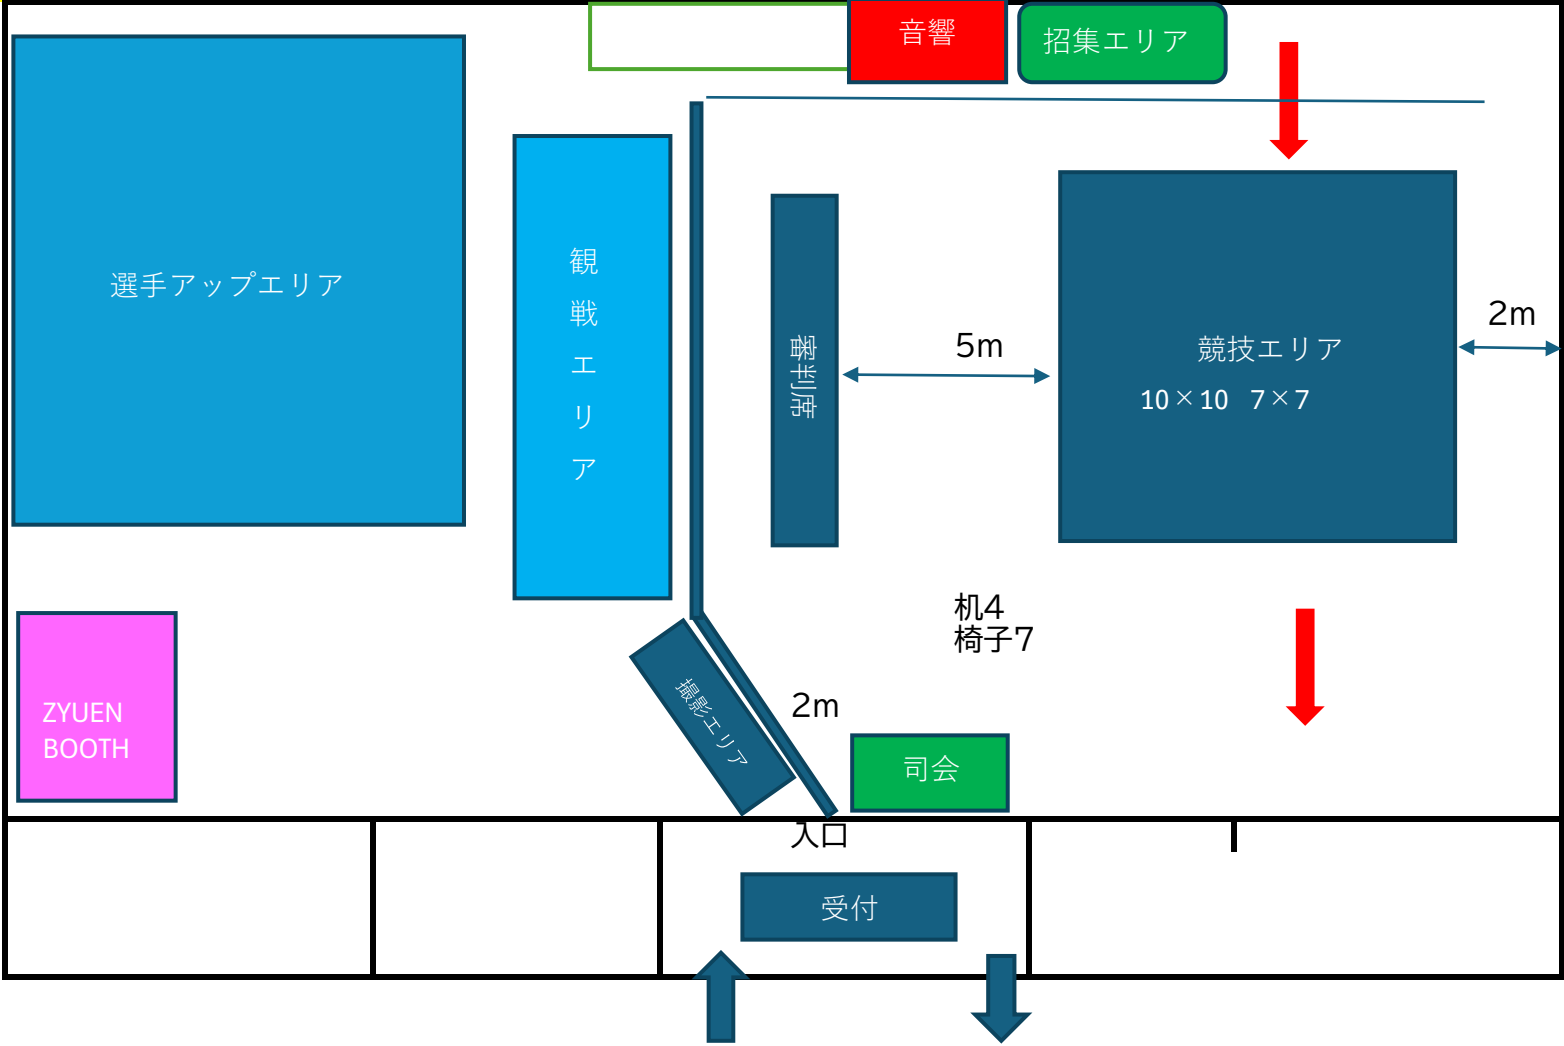 音響
招集エリア
選手アップエリア
観戦エリア
審判席
5m
競技エリア
10×10 7×7
2m
机4
椅子7
ZYUEN
BOOTH
撮影エリア
2m
司会
入口
受付